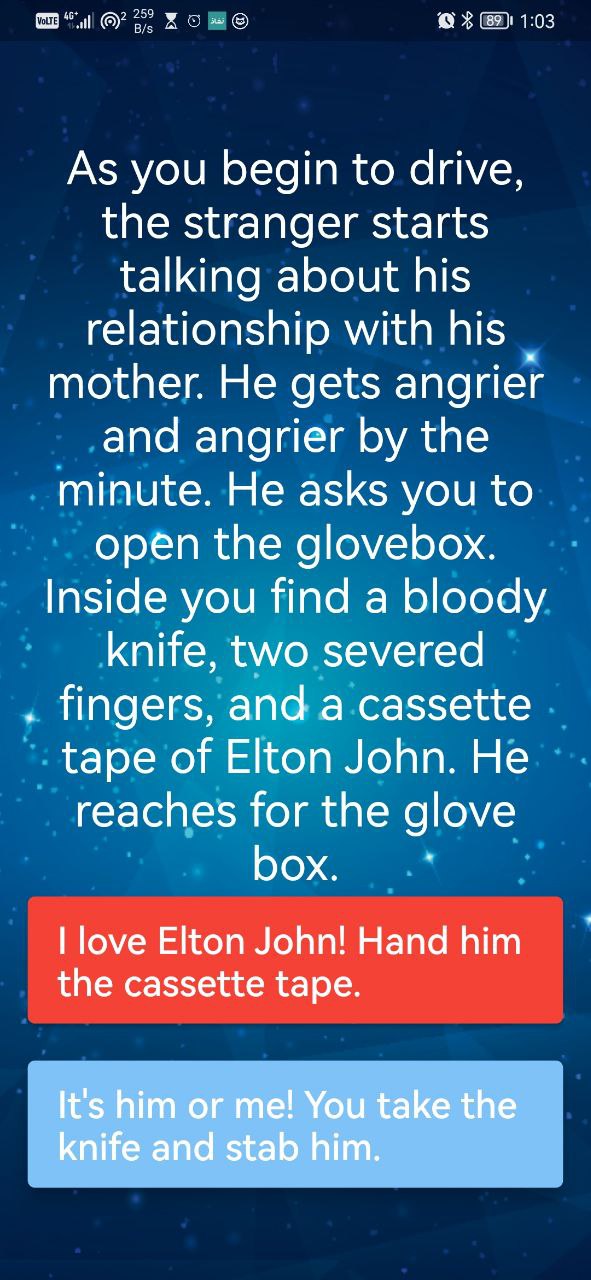 VoLTE 4G+ 2 259 B/s نفاذ 89 1:03
As you begin to drive,
the stranger starts
talking about his
relationship with his
mother. He gets angrier
and angrier by the
minute. He asks you to
open the glovebox.
Inside you find a bloody
knife, two severed
fingers, and a cassette
tape of Elton John. He
reaches for the glove
box.
I love Elton John! Hand him
the cassette tape.
It's him or me! You take the
knife and stab him.